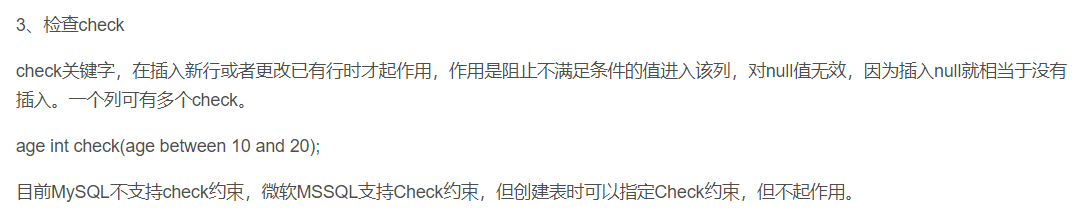 3、检查check
check关键字，在插入新行或者更改已有行时才起作用，作用是阻止不满足条件的值进入该列，对null值无效，因为插入null就相当于没有
插入。一个列可有多个check。
age int check(age between 10 and 20);
目前MySQL不支持check约束，微软MSSQL支持Check约束，但创建表时可以指定Check约束，但不起作用。